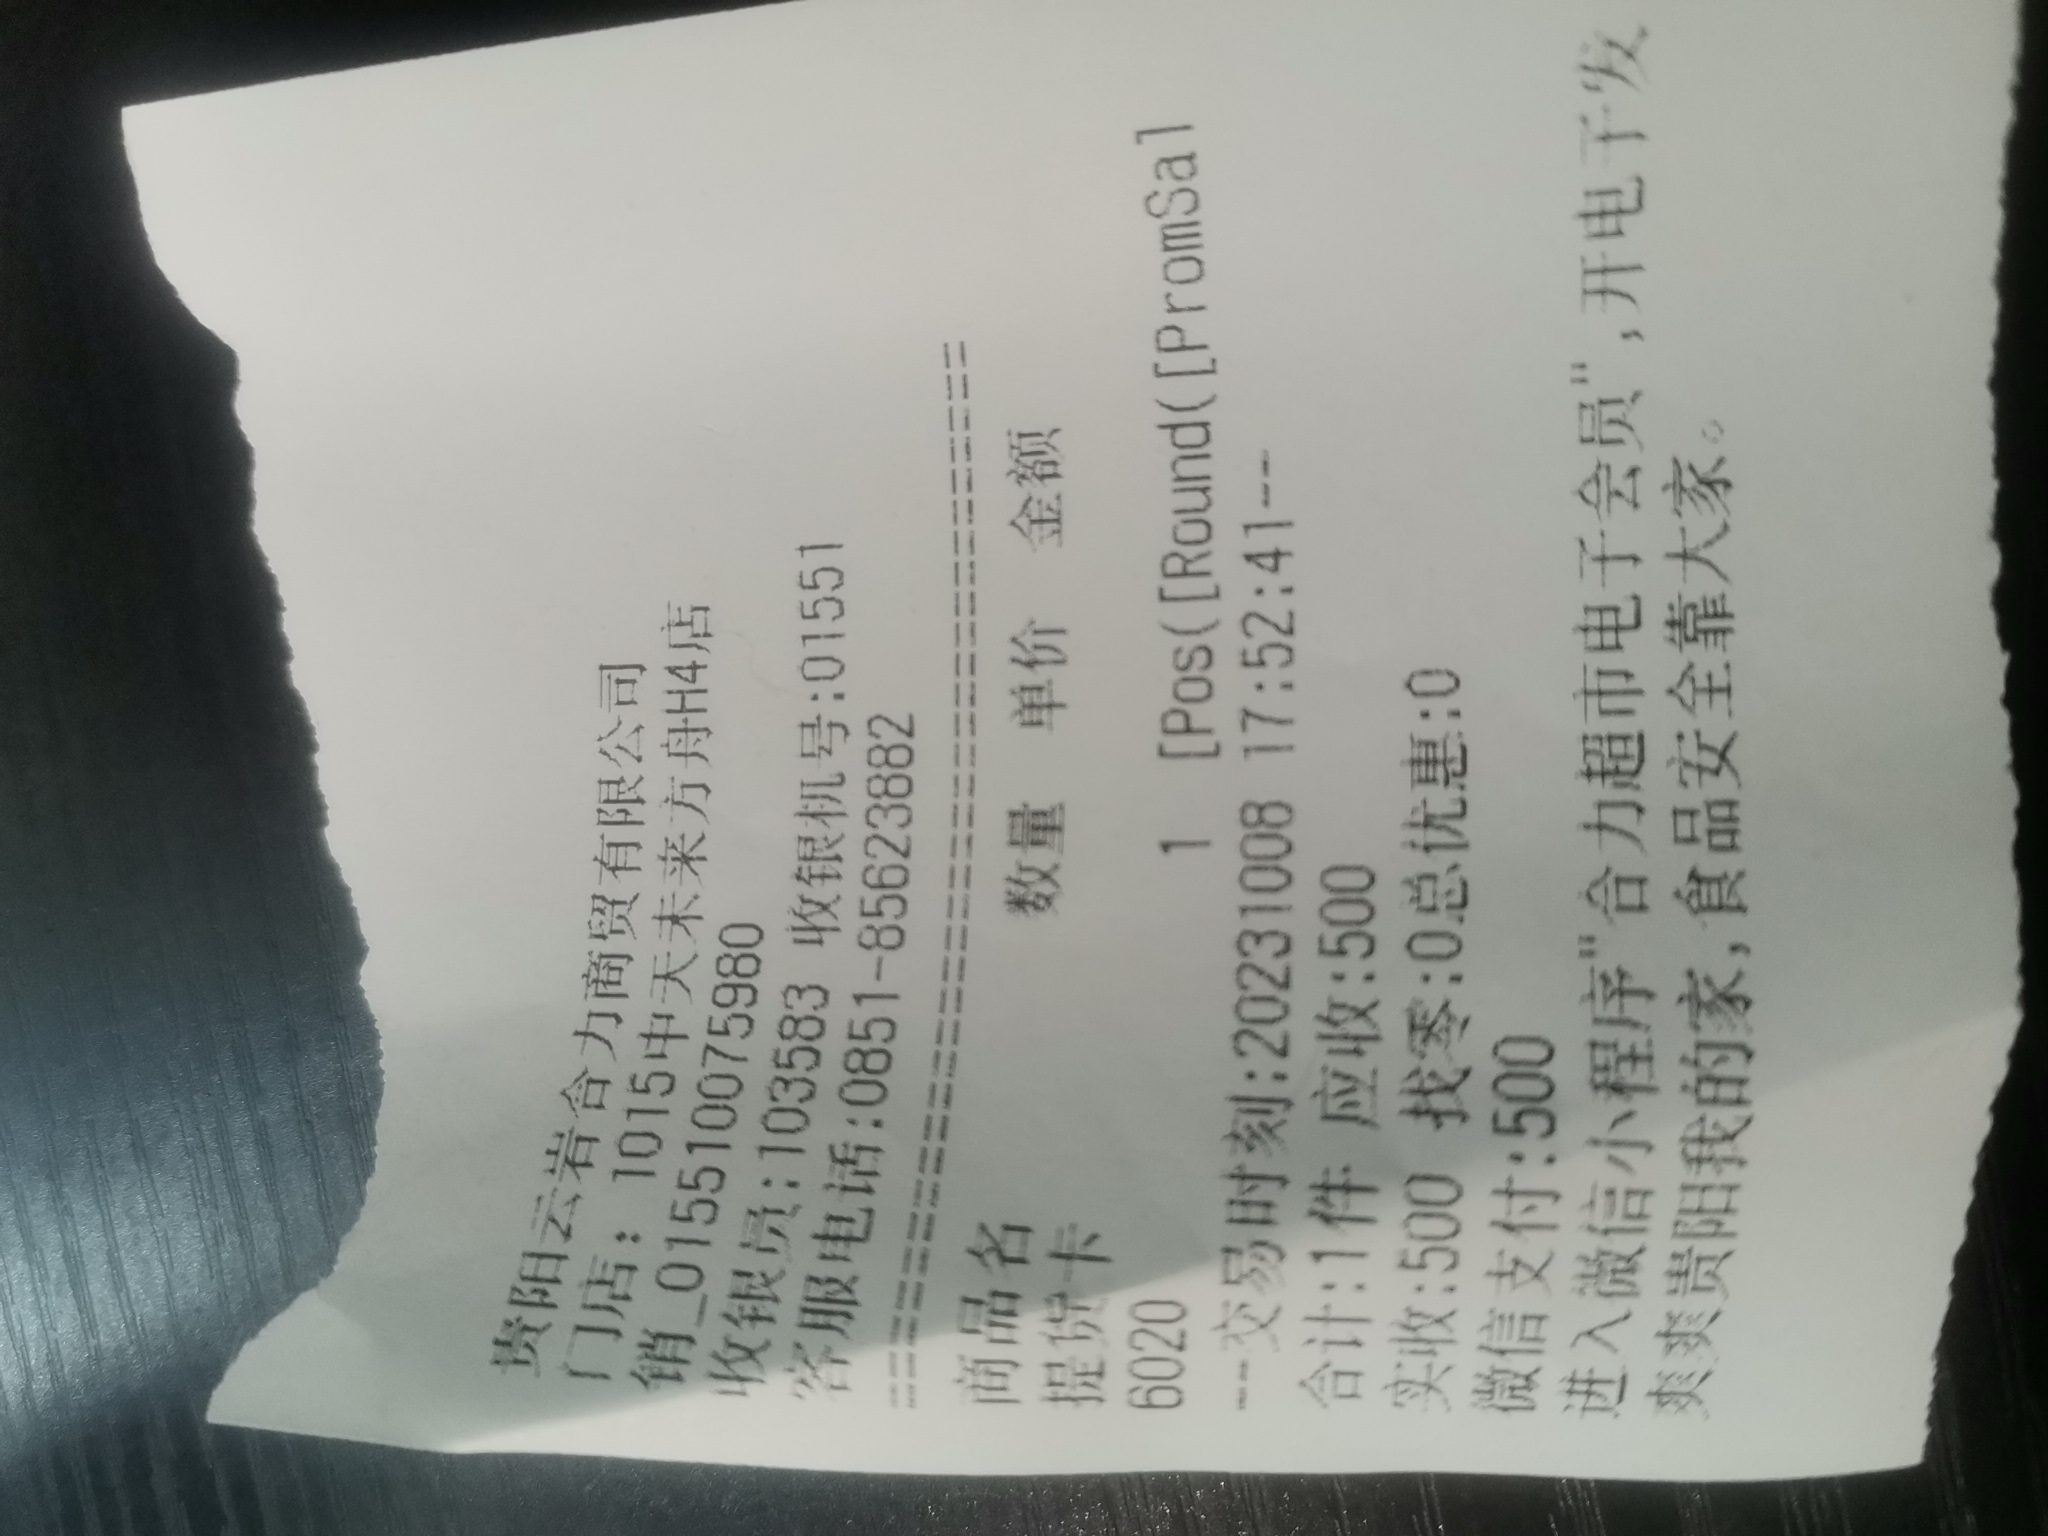 贵阳云岩合力商贸有限公司
门店：1015中天未来方舟H4店
销_015510075980
收银员:103583 收银机号:01551
客服电话:0851-85623882
========================================
商品名 数量 单价 金额
提货卡
6020 1 [Pos([Round([PromSal
---交易时刻:20231008 17:52:41---
合计:1件 应收:500
实收:500 找零:0总优惠:0
微信支付:500
进入微信小程序"合力超市电子会员",开电子发
爽爽贵阳我的家,食品安全靠大家。